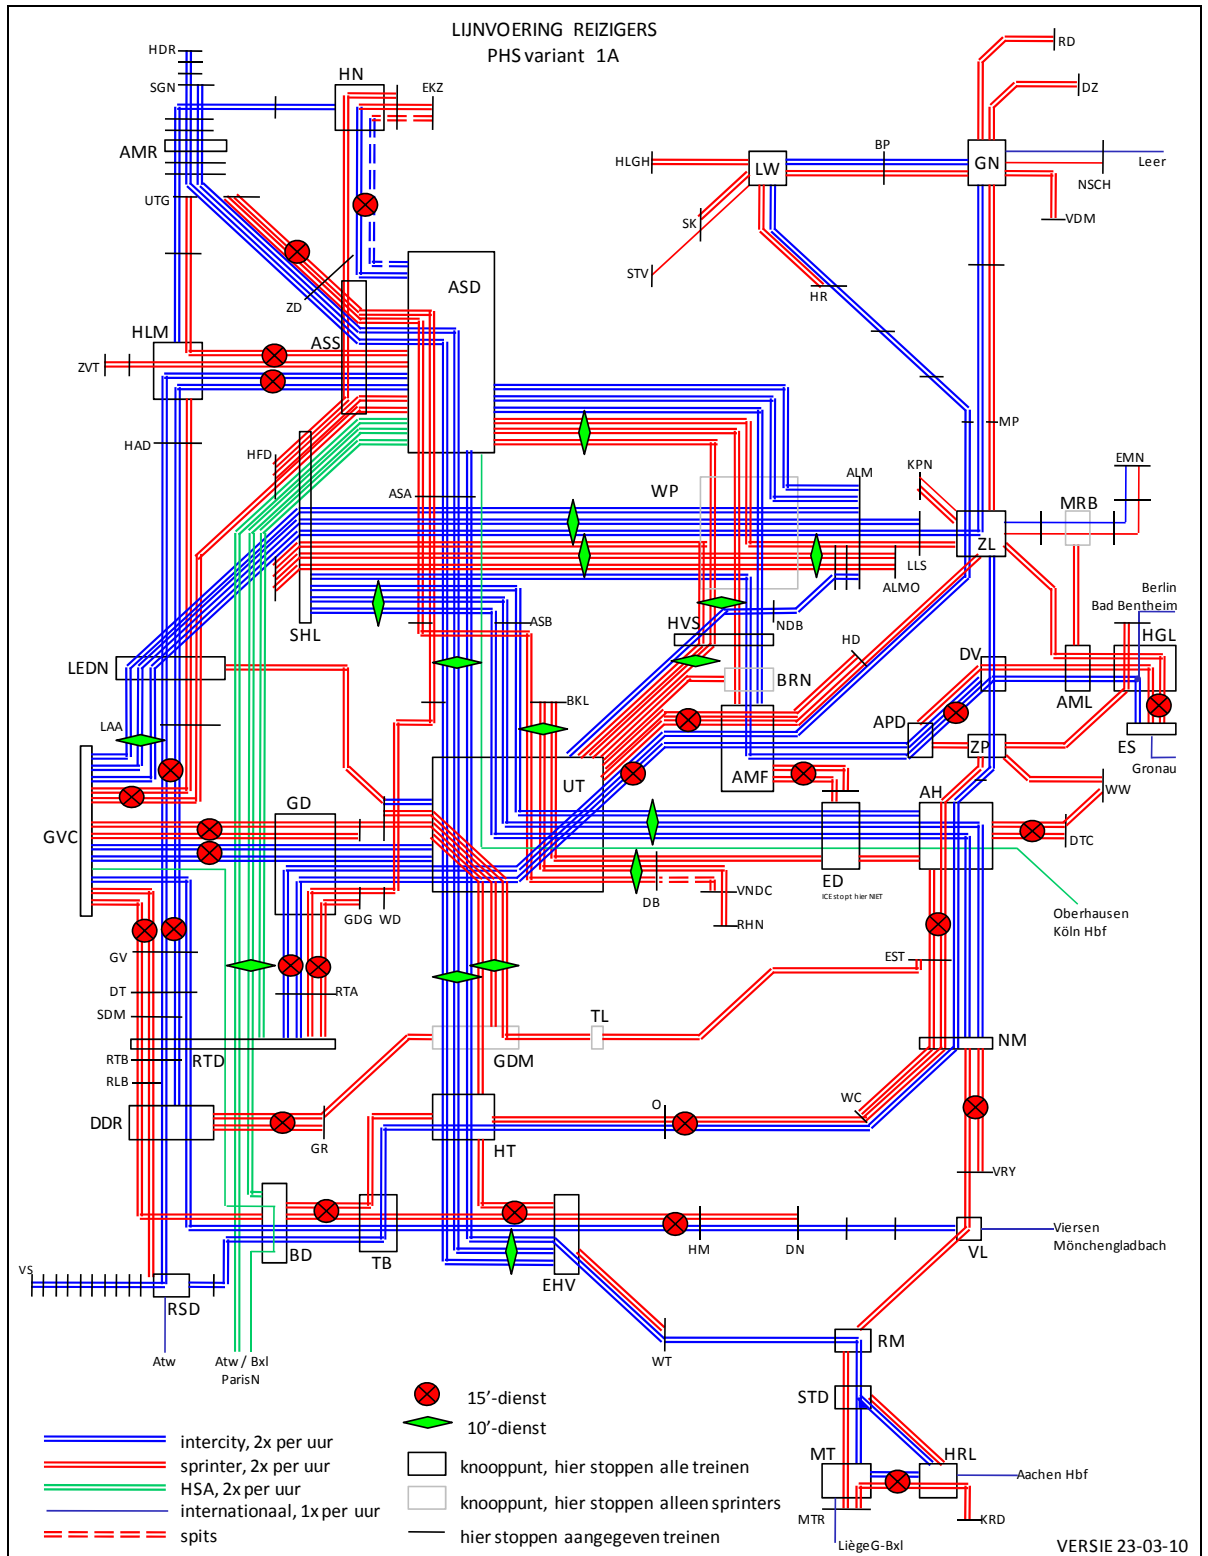 LIJNVOERING REIZIGERS
PHS variant 1A
HDR
SGN
AMR
UTG
HN
EKZ
RD
DZ
HLGH
LW
BP
GN
Leer
NSCH
VDM
SK
STV
HR
ZD
ASS
ASD
HLM
ZVT
HAD
HFD
MP
ASA
WP
ALM
KPN
EMN
MRB
ZL
LLS
ALMO
Berlin
Bad Bentheim
SHL
ASB
HVS
NDB
HD
HGL
LEDN
BRN
DV
AML
BKL
LAA
APD
ZP
ES
Gronau
AMF
UT
GD
AH
WW
GVC
DTC
ED
ICE stopt hier NIET
DB
VNDC
RHN
GDG
WD
Oberhausen
Köln Hbf
GV
EST
DT
RTA
SDM
TL
RTB
RTD
GDM
NM
RLB
WC
O
DDR
GR
HT
VRY
Viersen
Mönchengladbach
HM
DN
VL
BD
TB
EHV
VS
RSD
Atw
Atw / Bxl
ParisN
WT
RM
STD
MT
HRL
Aachen Hbf
MTR
KRD
LiègeG-Bxl
15'-dienst
10'-dienst
intercity, 2x per uur
sprinter, 2x per uur
HSA, 2x per uur
internationaal, 1x per uur
spits
knooppunt, hier stoppen alle treinen
knooppunt, hier stoppen alleen sprinters
hier stoppen aangegeven treinen
VERSIE 23-03-10